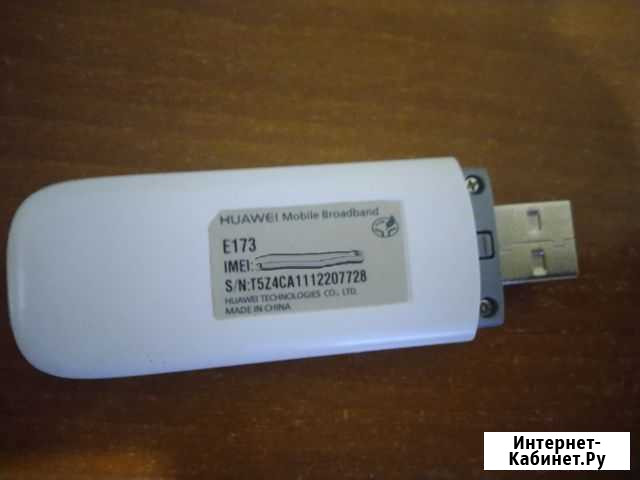 HUAWEI Mobile Broadband
E173
IMEI:
S/N:T5Z4CA1112207728
HUAWEI TECHNOLOGIES CO., LTD.
MADE IN CHINA
Интернет-
Кабинет.Ру